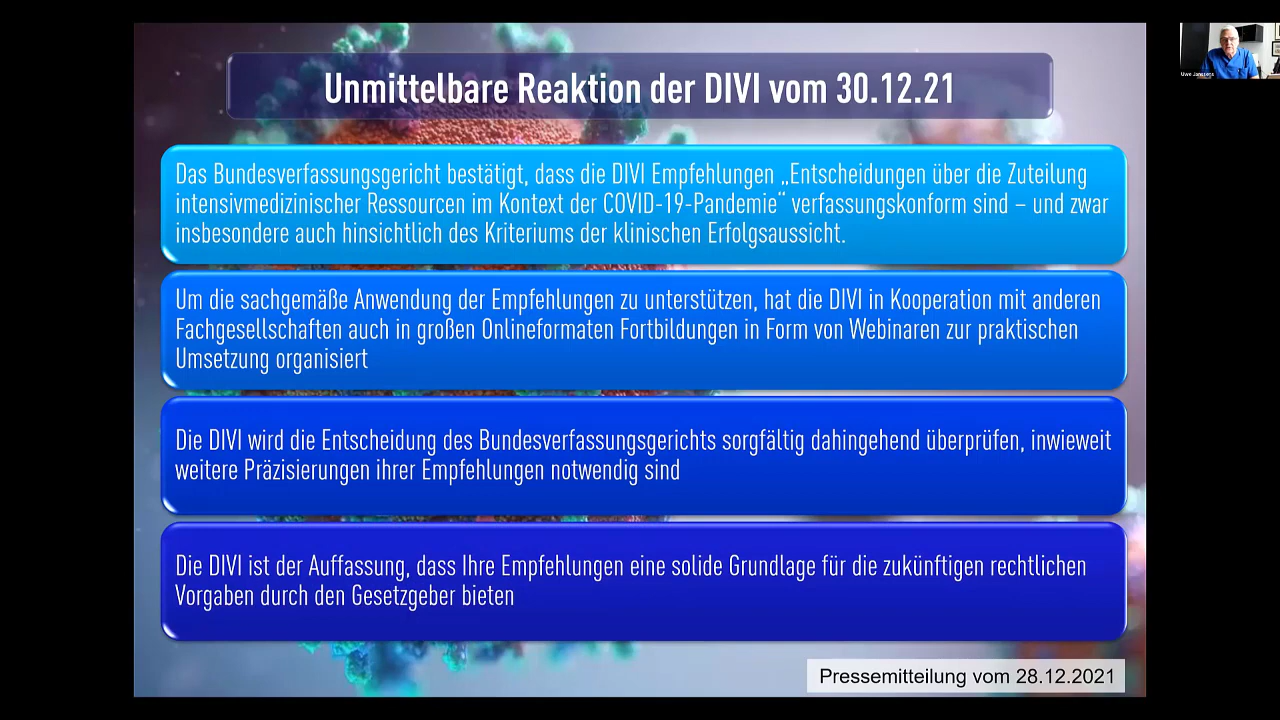 Unmittelbare Reaktion der DIVI vom 30.12.21
Uwe Janssens
Das Bundesverfassungsgericht bestätigt, dass die DIVI Empfehlungen „Entscheidungen über die Zuteilung
intensivmedizinischer Ressourcen im Kontext der COVID-19-Pandemie“ verfassungskonform sind – und zwar
insbesondere auch hinsichtlich des Kriteriums der klinischen Erfolgsaussicht.
Um die sachgemäße Anwendung der Empfehlungen zu unterstützen, hat die DIVI in Kooperation mit anderen
Fachgesellschaften auch in großen Onlineformaten Fortbildungen in Form von Webinaren zur praktischen
Umsetzung organisiert
Die DIVI wird die Entscheidung des Bundesverfassungsgerichts sorgfältig dahingehend überprüfen, inwieweit
weitere Präzisierungen ihrer Empfehlungen notwendig sind
Die DIVI ist der Auffassung, dass Ihre Empfehlungen eine solide Grundlage für die zukünftigen rechtlichen
Vorgaben durch den Gesetzgeber bieten
Pressemitteilung vom 28.12.2021